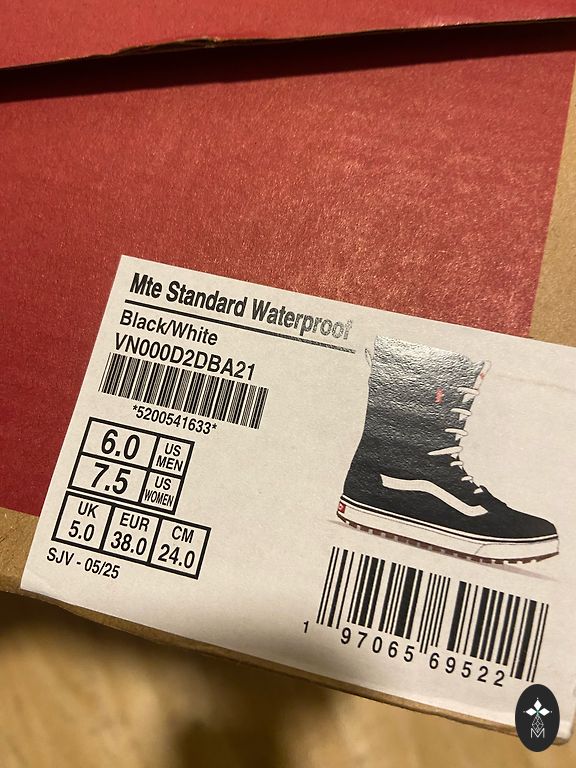 Mte Standard Waterproof
Black/White
VN000D2DBA21
*5200541633*
6.0 US MEN
7.5 US WOMEN
UK 5.0 EUR 38.0 CM 24.0
SJV - 05/25
1 97065 69522
M